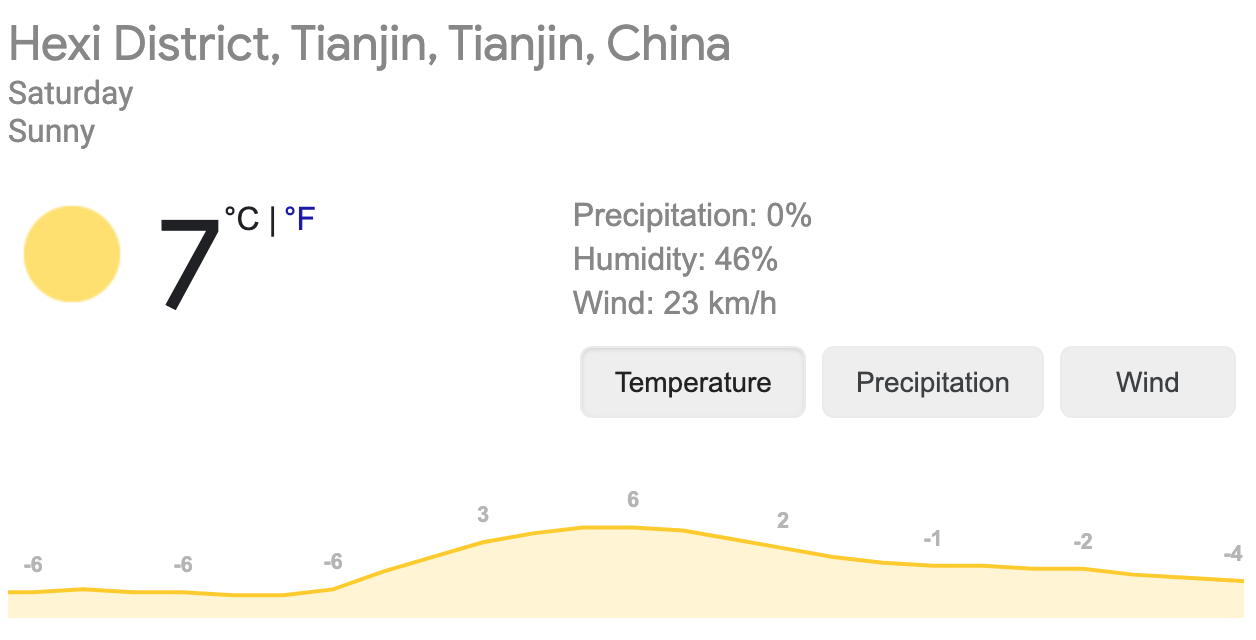 Hexi District, Tianjin, Tianjin, China
Saturday
Sunny
7 °C | °F
Precipitation: 0%
Humidity: 46%
Wind: 23 km/h
Temperature Precipitation Wind
-6 -6 -6 3 6 2 -1 -2 -4